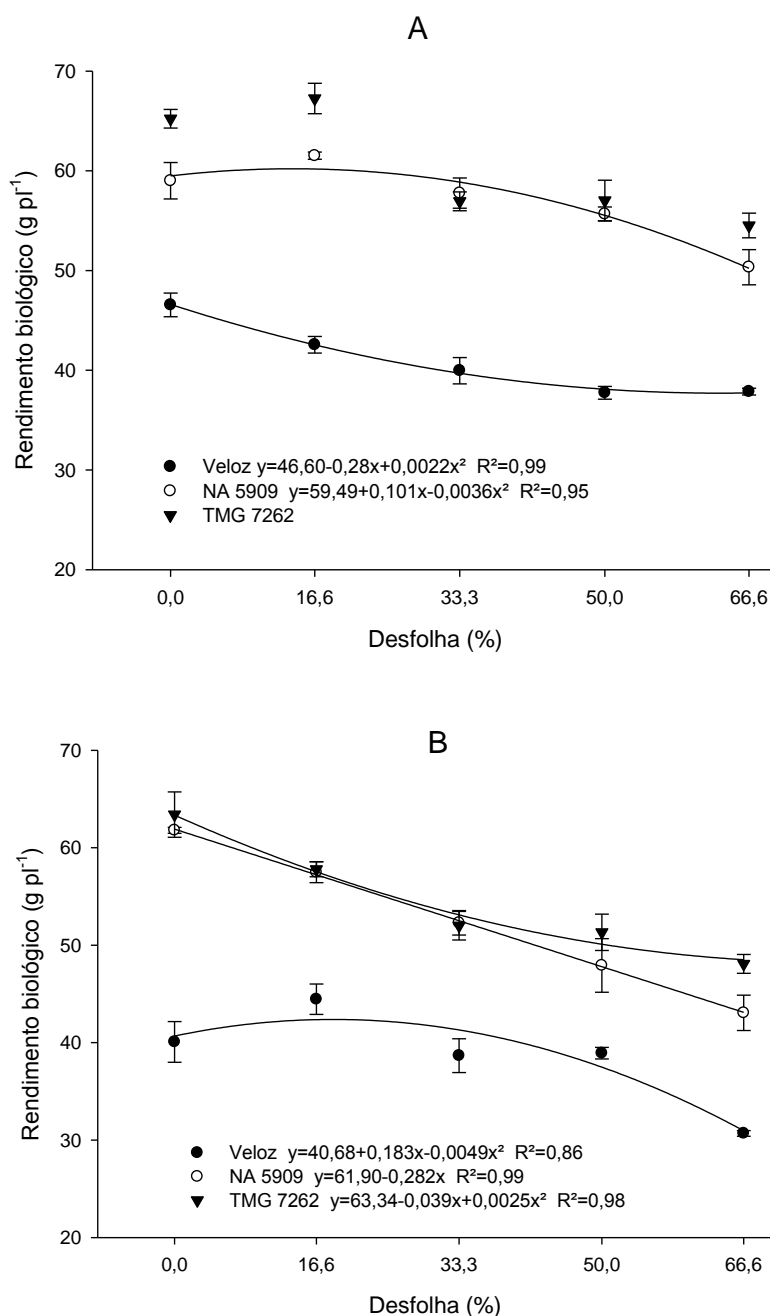 A
Rendimento biológico (g pl⁻¹)
70
60
50
40
30
20
Veloz y=46,60-0,28x+0,0022x² R²=0,99
NA 5909 y=59,49+0,101x-0,0036x² R²=0,95
TMG 7262
0,0 16,6 33,3 50,0 66,6
Desfolha (%)
B
Rendimento biológico (g pl⁻¹)
70
60
50
40
30
20
Veloz y=40,68+0,183x-0,0049x² R²=0,86
NA 5909 y=61,90-0,282x R²=0,99
TMG 7262 y=63,34-0,039x+0,0025x² R²=0,98
0,0 16,6 33,3 50,0 66,6
Desfolha (%)